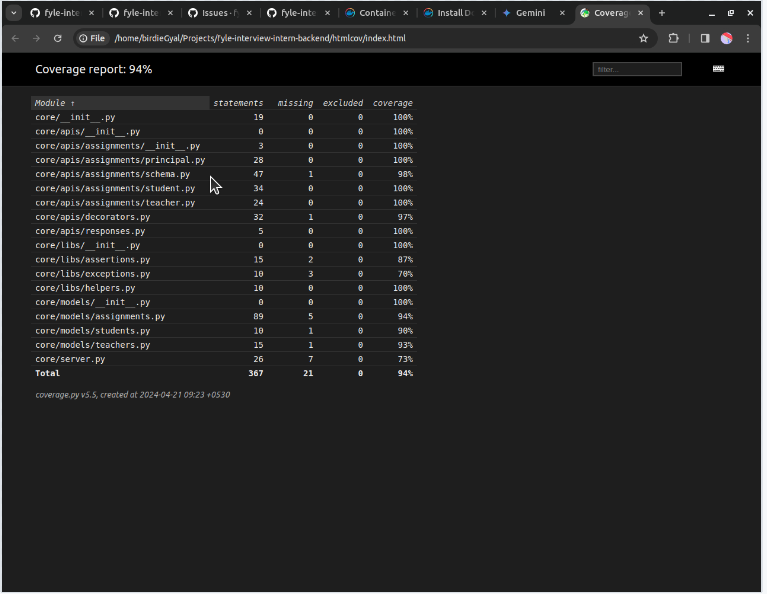 fyle-inte
fyle-inte
Issues · f
fyle-inte
Containe
Install D
Gemini
Coverag
File
/home/birdieGyal/Projects/fyle-interview-intern-backend/htmlcov/index.html
Coverage report: 94%
filter...
Module ↑ statements missing excluded coverage
core/__init__.py 19 0 0 100%
core/apis/__init__.py 0 0 0 100%
core/apis/assignments/__init__.py 3 0 0 100%
core/apis/assignments/principal.py 28 0 0 100%
core/apis/assignments/schema.py 47 1 0 98%
core/apis/assignments/student.py 34 0 0 100%
core/apis/assignments/teacher.py 24 0 0 100%
core/apis/decorators.py 32 1 0 97%
core/apis/responses.py 5 0 0 100%
core/libs/__init__.py 0 0 0 100%
core/libs/assertions.py 15 2 0 87%
core/libs/exceptions.py 10 3 0 70%
core/libs/helpers.py 10 0 0 100%
core/models/__init__.py 0 0 0 100%
core/models/assignments.py 89 5 0 94%
core/models/students.py 10 1 0 90%
core/models/teachers.py 15 1 0 93%
core/server.py 26 7 0 73%
Total 367 21 0 94%
coverage.py v5.5, created at 2024-04-21 09:23 +0530